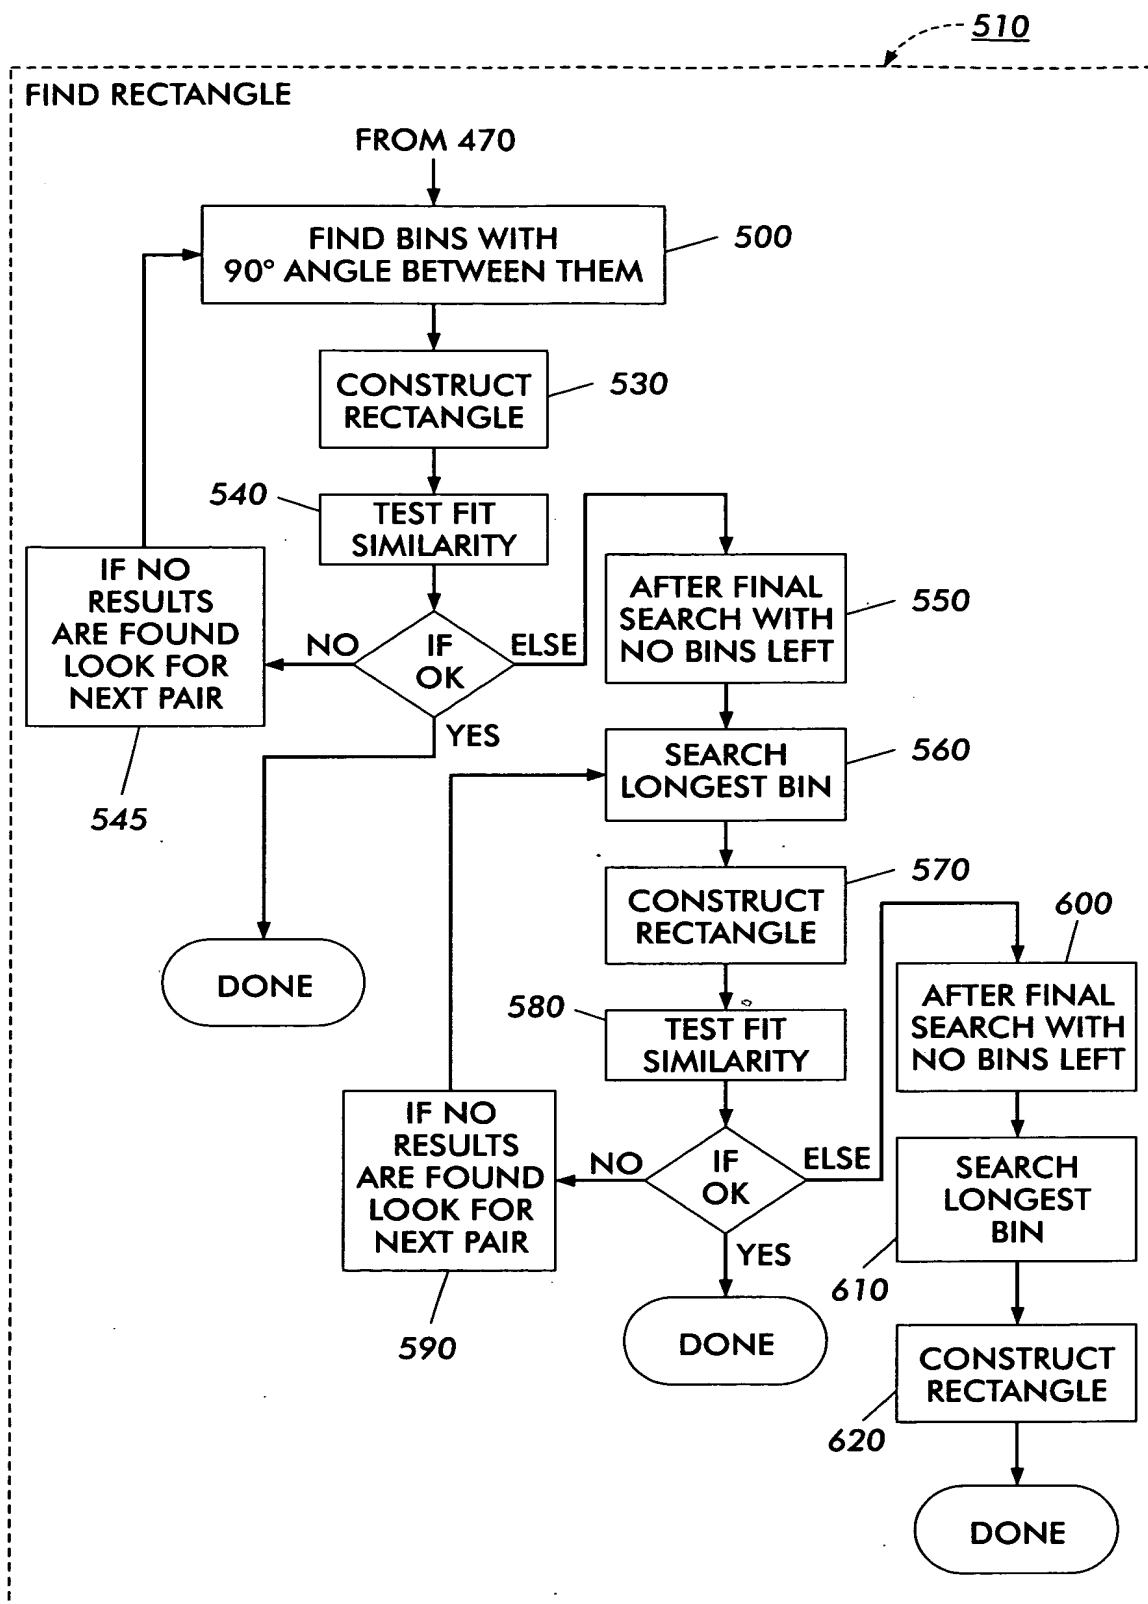 510
FIND RECTANGLE
FROM 470
FIND BINS WITH
90° ANGLE BETWEEN THEM
500
CONSTRUCT
RECTANGLE
530
540
TEST FIT
SIMILARITY
IF NO
RESULTS
ARE FOUND
LOOK FOR
NEXT PAIR
545
NO
IF
OK
ELSE
YES
DONE
AFTER FINAL
SEARCH WITH
NO BINS LEFT
550
SEARCH
LONGEST BIN
560
CONSTRUCT
RECTANGLE
570
580
TEST FIT
SIMILARITY
IF NO
RESULTS
ARE FOUND
LOOK FOR
NEXT PAIR
590
NO
IF
OK
ELSE
YES
DONE
600
AFTER FINAL
SEARCH WITH
NO BINS LEFT
SEARCH
LONGEST
BIN
610
CONSTRUCT
RECTANGLE
620
DONE